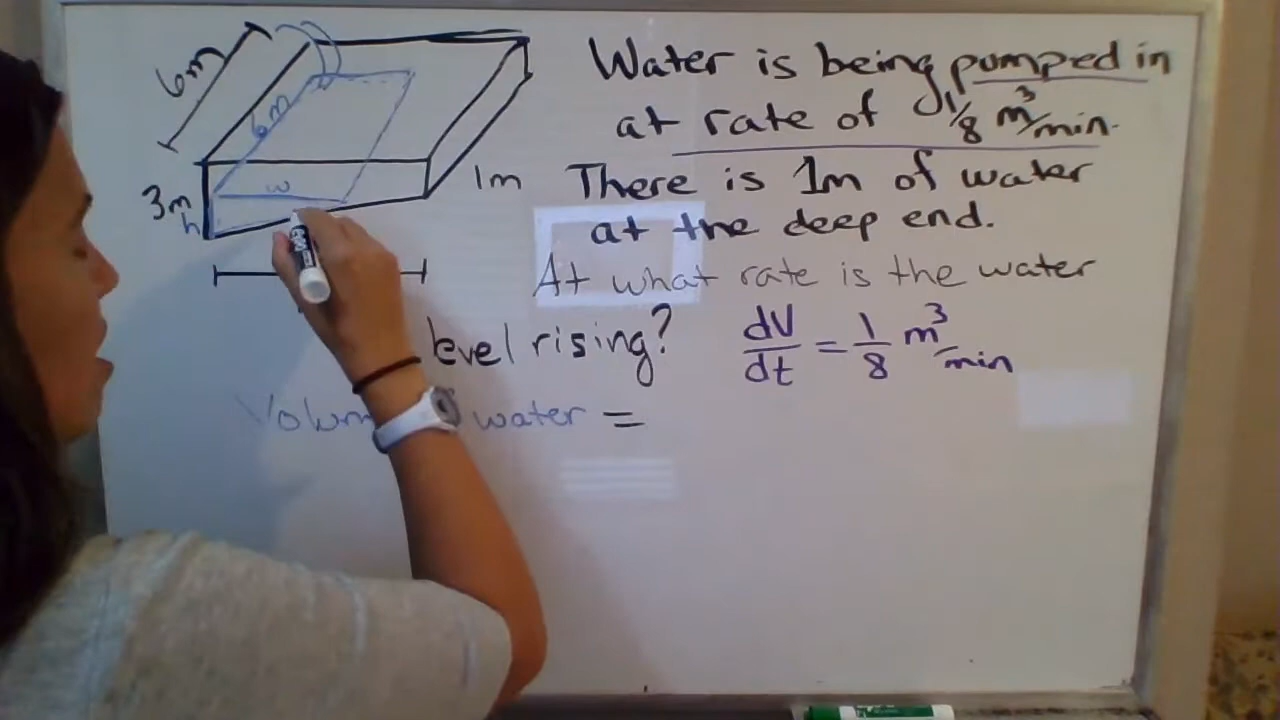 6m
6m
w
3m
h
1m
Water is being pumped in
at rate of 1/8 m³/min.
There is 1m of water
at the deep end.
At what rate is the water
level rising?
dV/dt = 1/8 m³/min
Volum water =